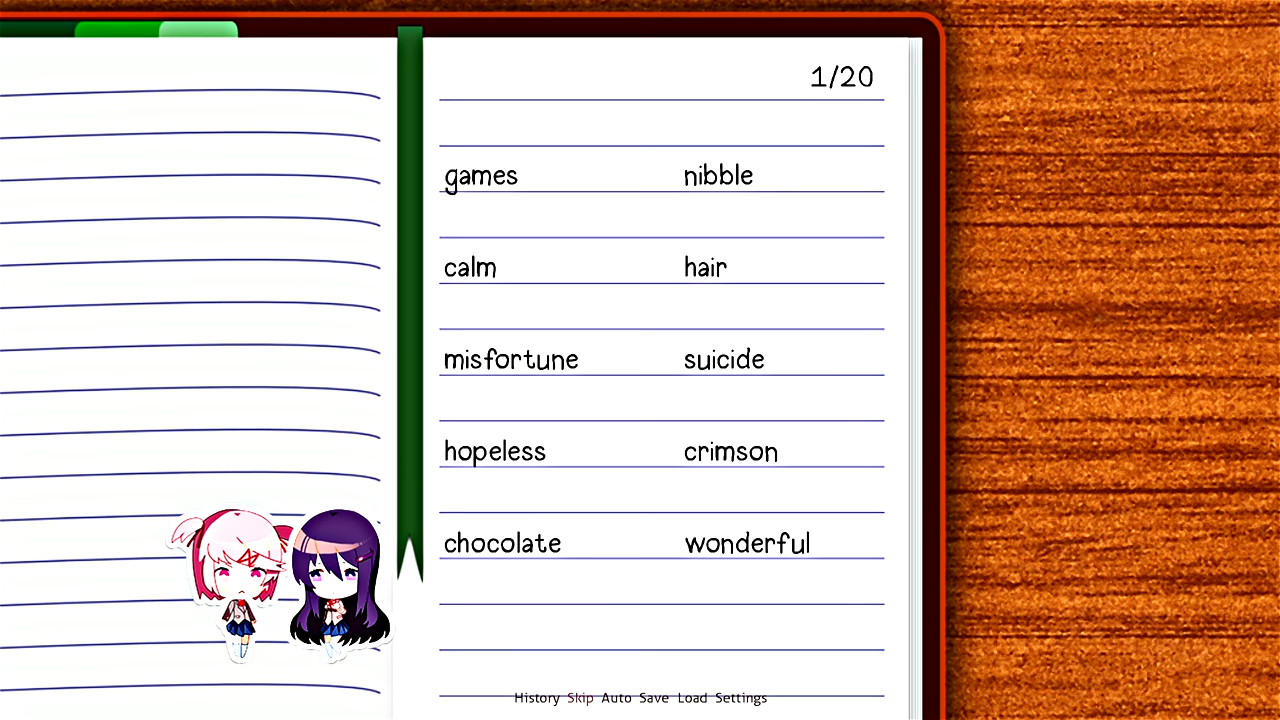 1/20
games nibble
calm hair
misfortune suicide
hopeless crimson
chocolate wonderful
History Skip Auto Save Load Settings